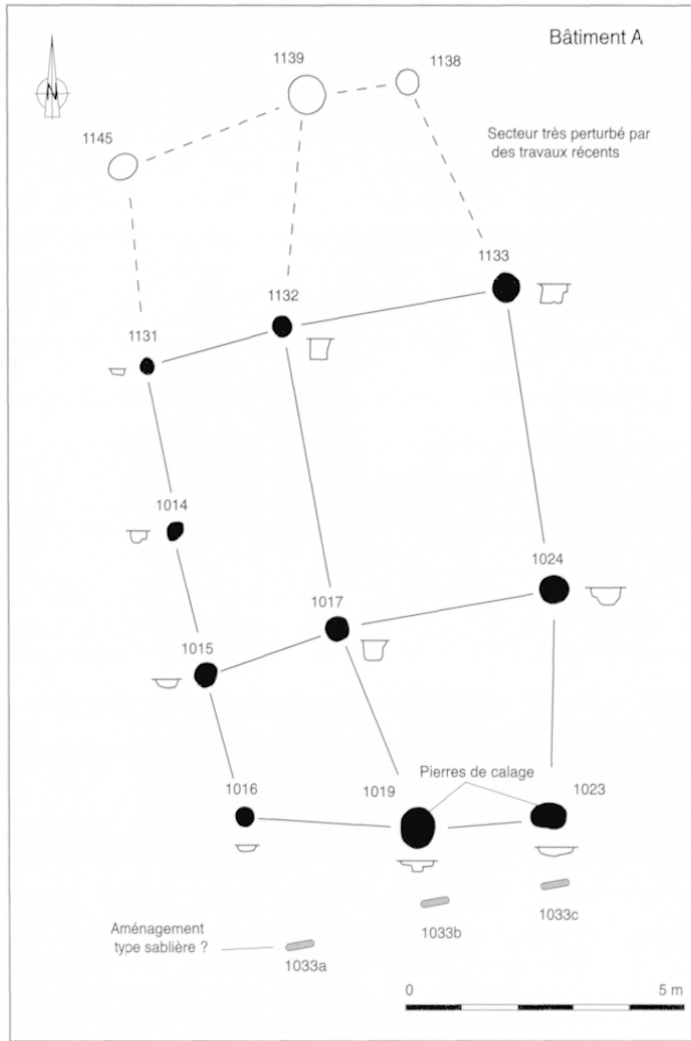 Bâtiment A
1139
1138
N
1145
Secteur très perturbé par
des travaux récents
1133
1132
1131
1014
1024
1017
1015
Pierres de calage
1016
1019
1023
1033c
Aménagement
type sablière ?
1033b
1033a
0
5 m